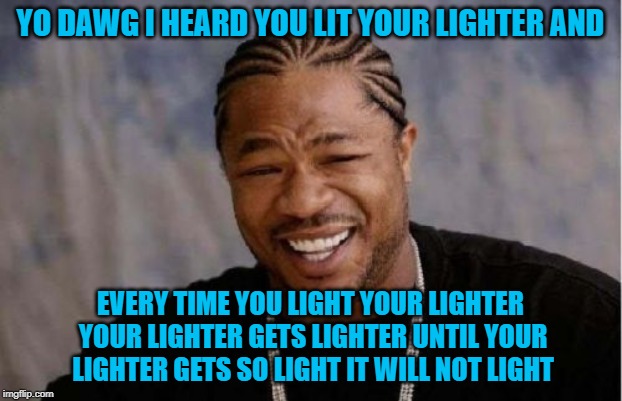 YO DAWG I HEARD YOU LIT YOUR LIGHTER AND
EVERY TIME YOU LIGHT YOUR LIGHTER
YOUR LIGHTER GETS LIGHTER UNTIL YOUR
LIGHTER GETS SO LIGHT IT WILL NOT LIGHT
imgflip.com